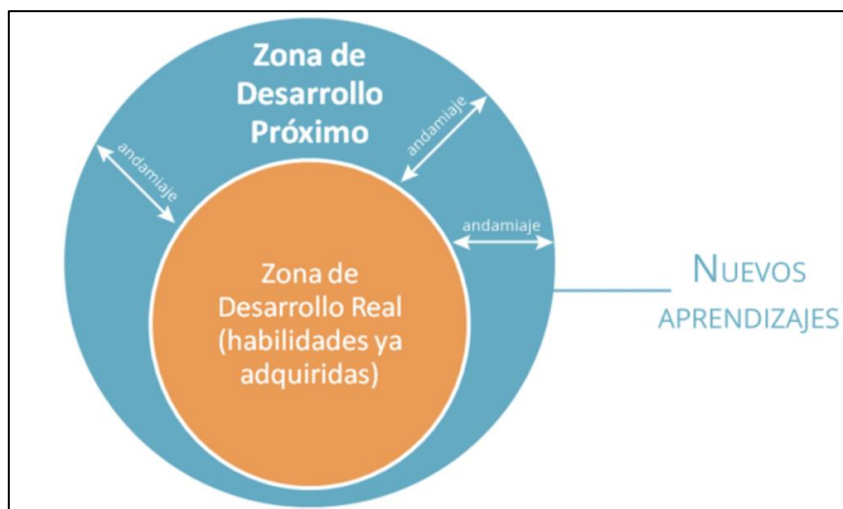 Zona de
Desarrollo
Próximo
andamiaje
andamiaje
andamiaje
Zona de
Desarrollo Real
(habilidades ya
adquiridas)
NUEVOS
APRENDIZAJES